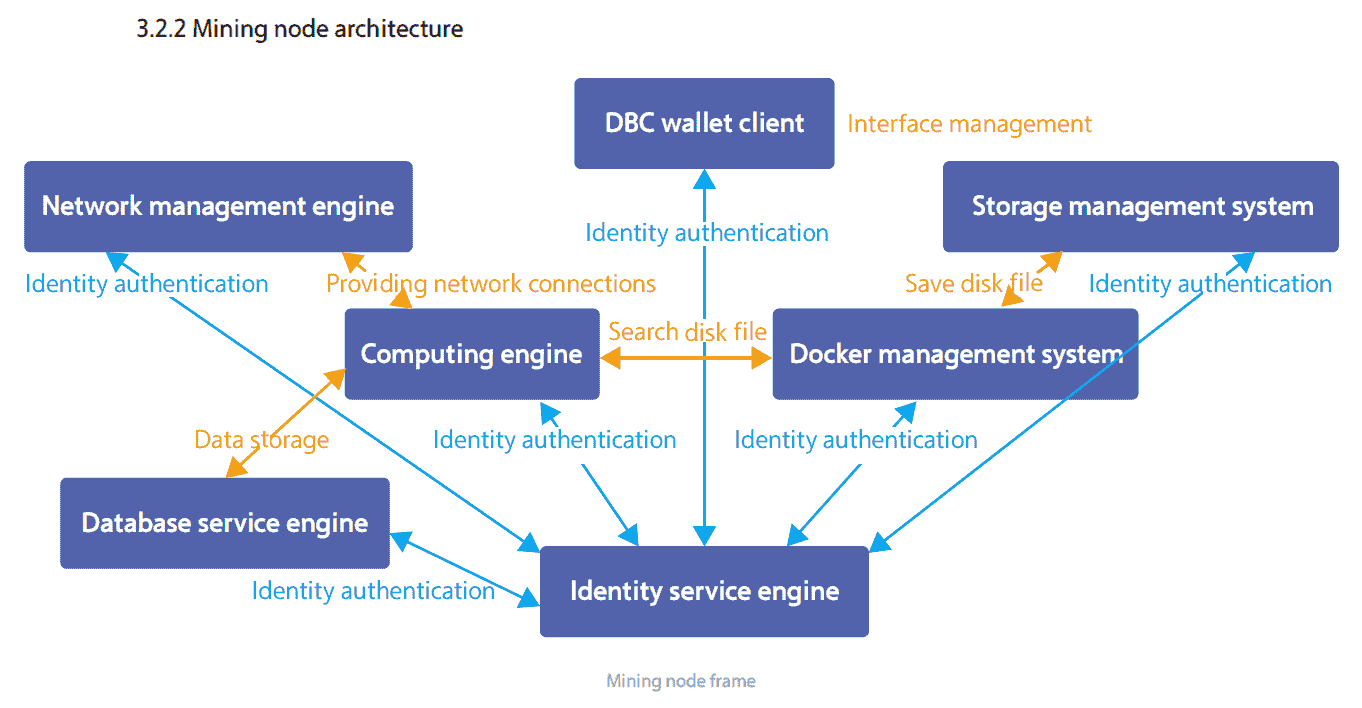 3.2.2 Mining node architecture
DBC wallet client
Interface management
Network management engine
Storage management system
Identity authentication
Identity authentication
Providing network connections
Save disk file
Identity authentication
Search disk file
Computing engine
Docker management system
Data storage
Identity authentication
Identity authentication
Database service engine
Identity authentication
Identity service engine
Mining node frame